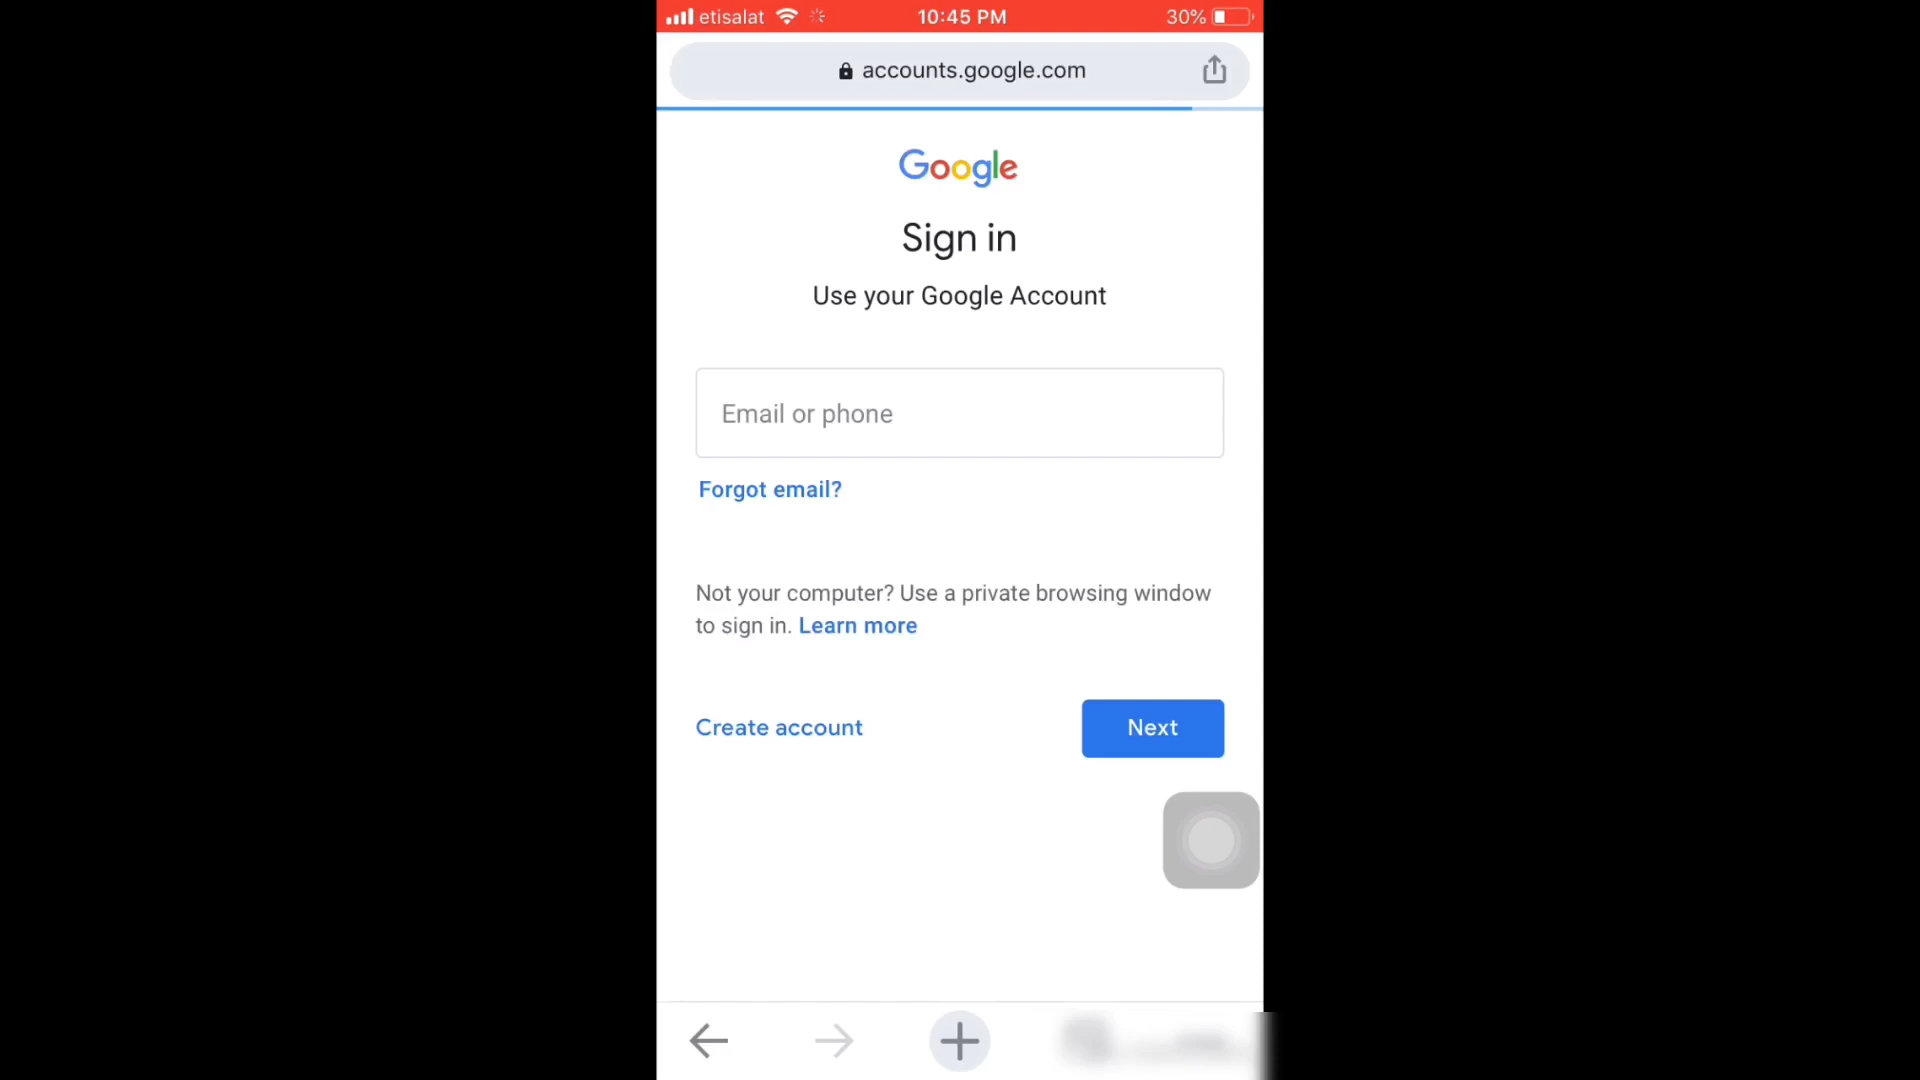 etisalat 10:45 PM 30%
accounts.google.com
Google
Sign in
Use your Google Account
Email or phone
Forgot email?
Not your computer? Use a private browsing window
to sign in. Learn more
Create account Next